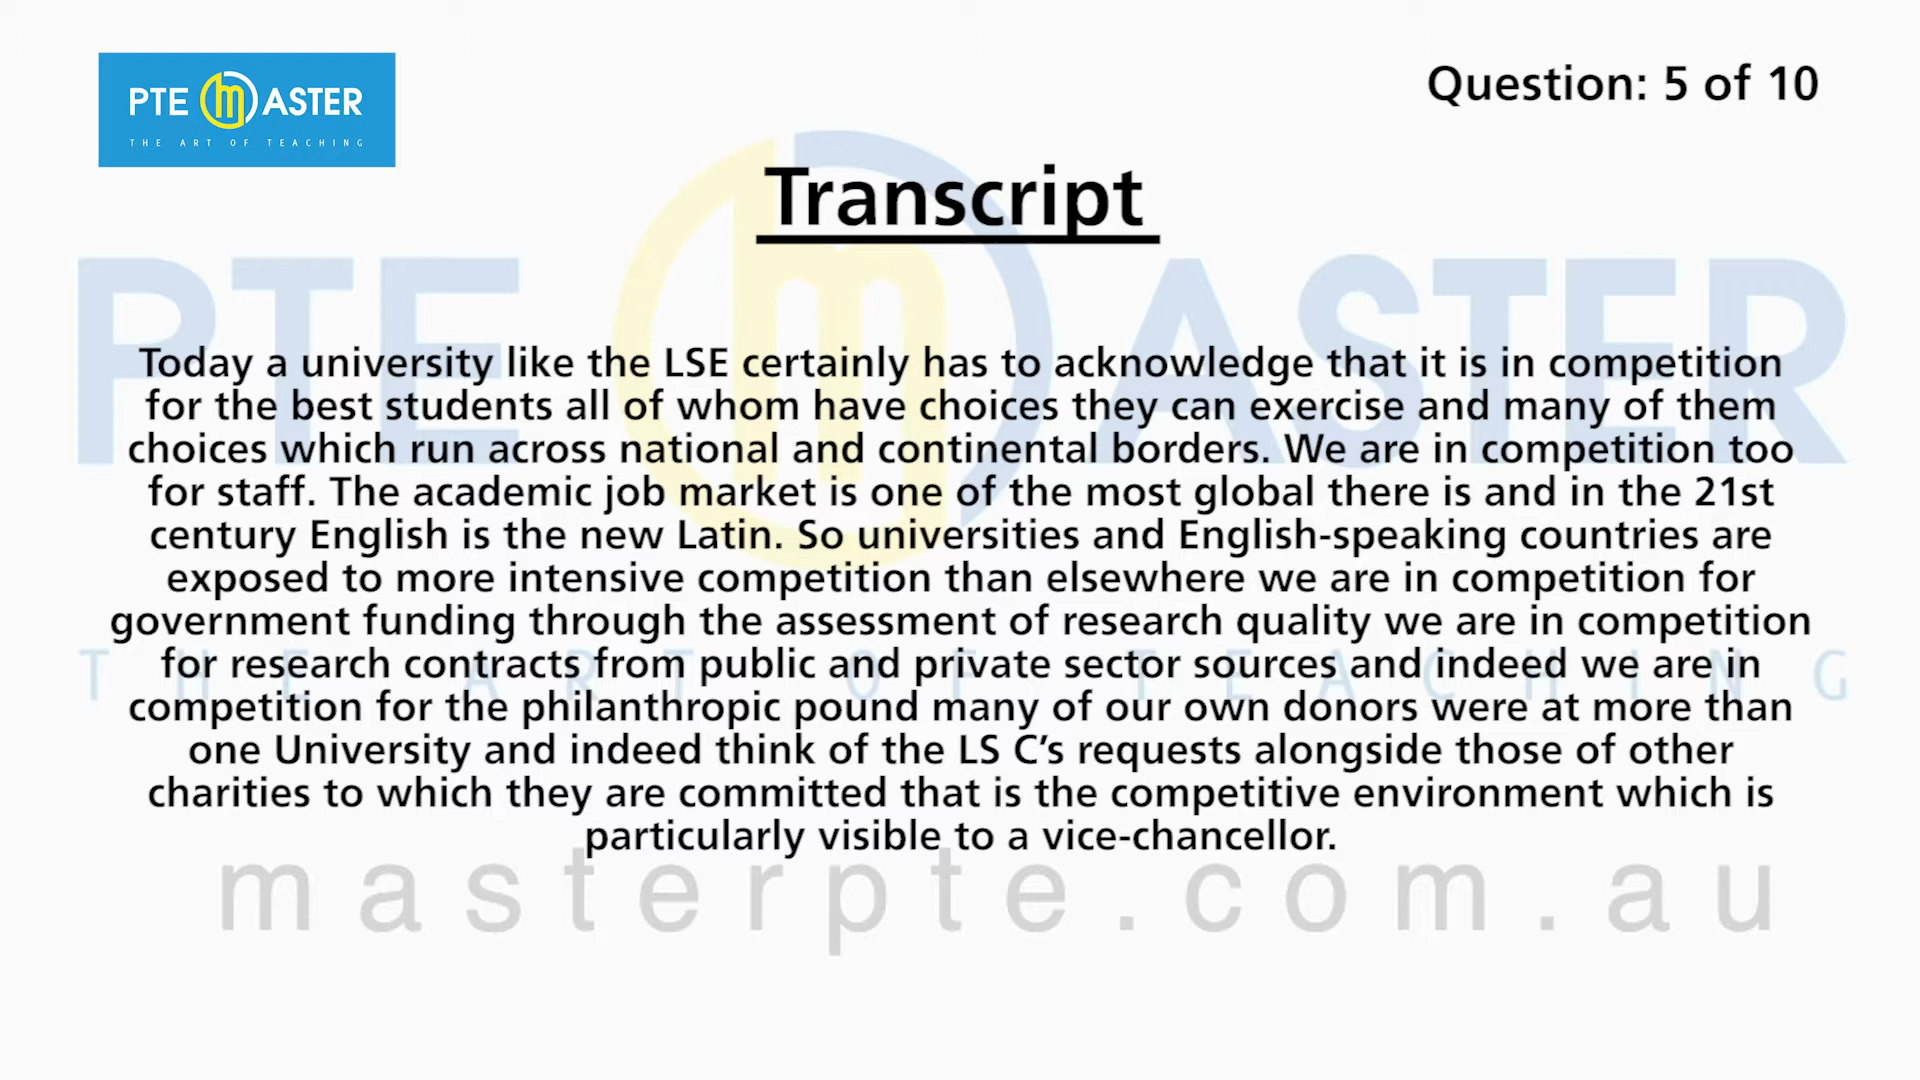 PTE MASTER
THE ART OF TEACHING
Question: 5 of 10
Transcript
Today a university like the LSE certainly has to acknowledge that it is in competition
for the best students all of whom have choices they can exercise and many of them
choices which run across national and continental borders. We are in competition too
for staff. The academic job market is one of the most global there is and in the 21st
century English is the new Latin. So universities and English-speaking countries are
exposed to more intensive competition than elsewhere we are in competition for
government funding through the assessment of research quality we are in competition
for research contracts from public and private sector sources and indeed we are in
competition for the philanthropic pound many of our own donors were at more than
one University and indeed think of the LS C’s requests alongside those of other
charities to which they are committed that is the competitive environment which is
particularly visible to a vice-chancellor.
PTE MASTER
THE ART OF TEACHING
masterpte.com.au